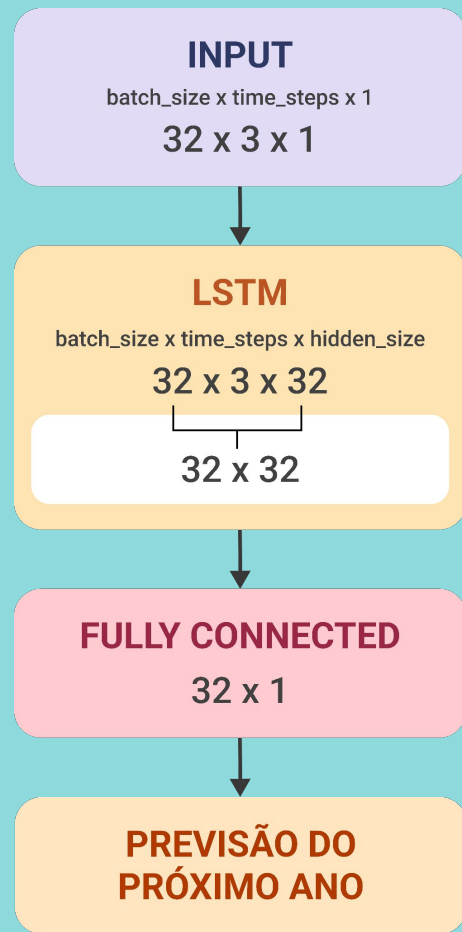 INPUT
batch_size x time_steps x 1
32 x 3 x 1
LSTM
batch_size x time_steps x hidden_size
32 x 3 x 32
32 x 32
FULLY CONNECTED
32 x 1
PREVISÃO DO
PRÓXIMO ANO